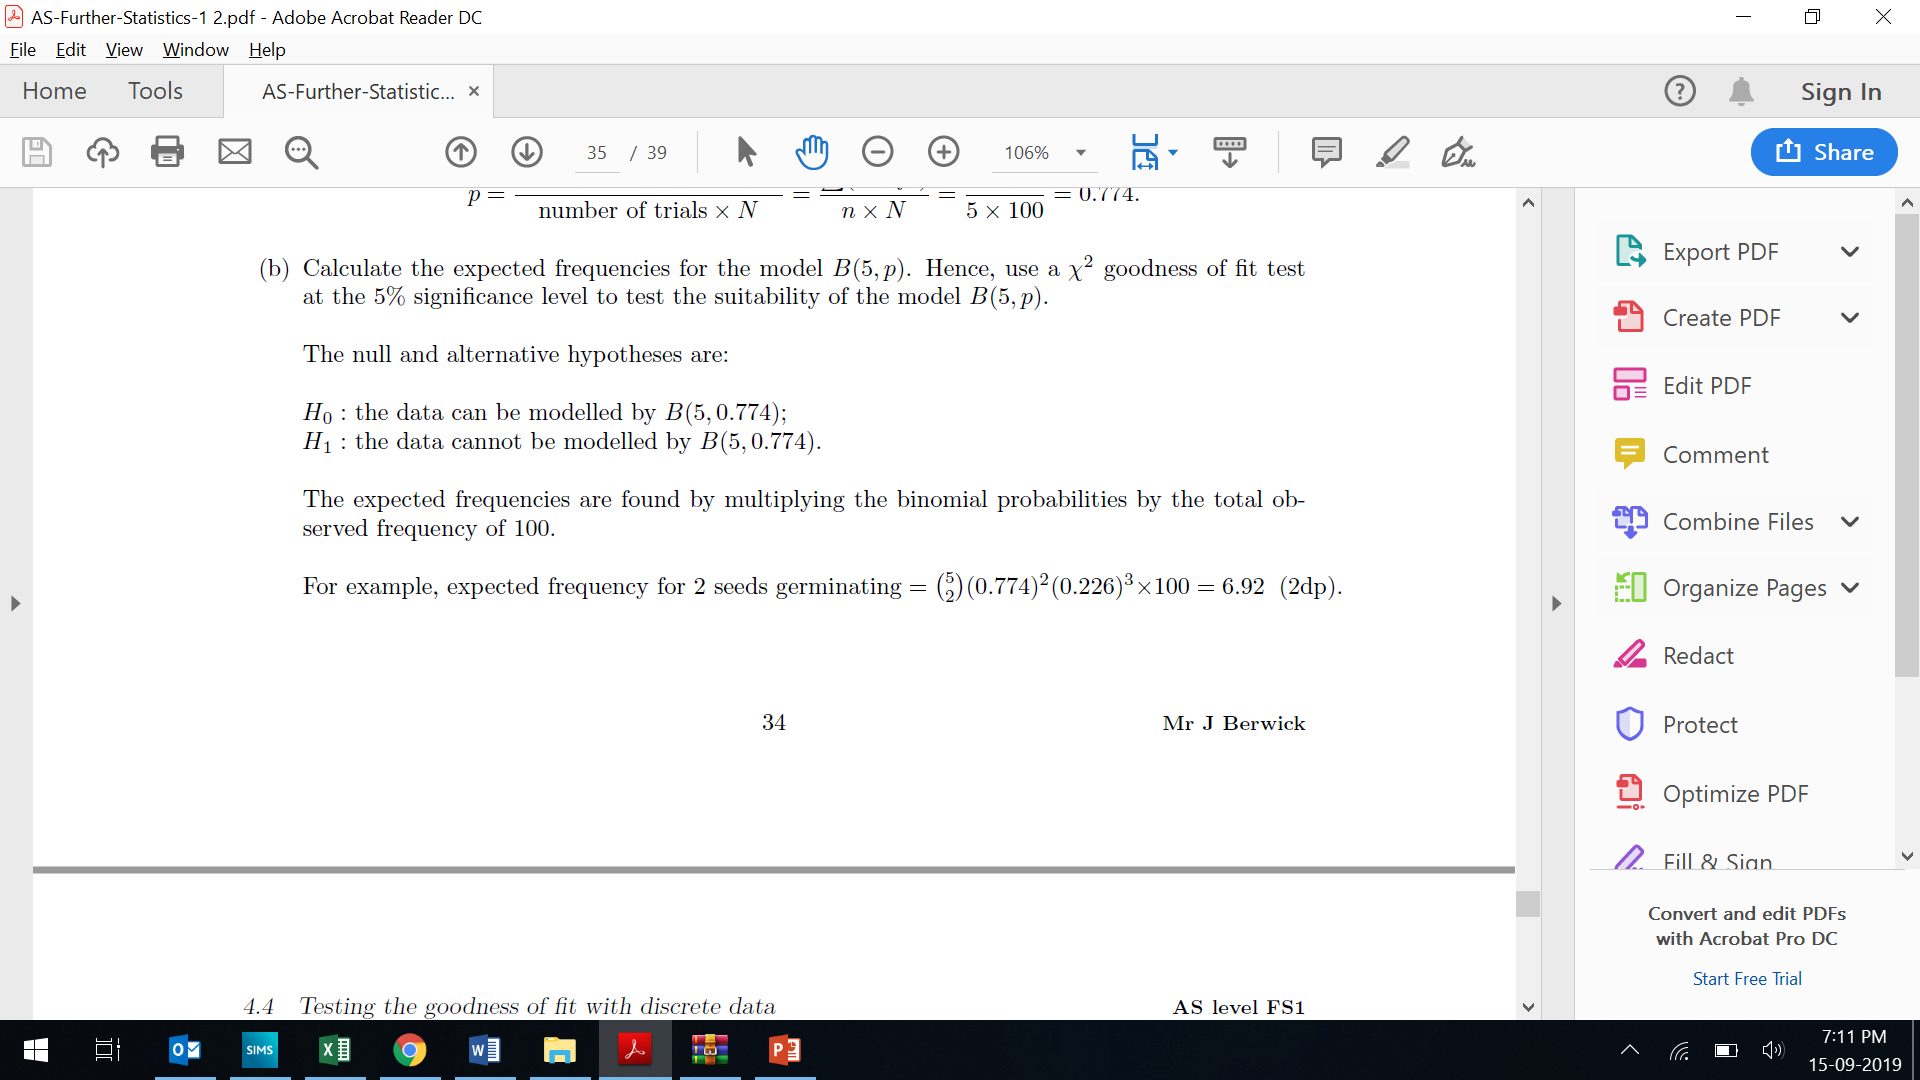 AS-Further-Statistics-1 2.pdf - Adobe Acrobat Reader DC
File Edit View Window Help
Home Tools AS-Further-Statistic... × Sign In
35 / 39 106% Share
p = number of trials × N = n × N = 5 × 100 = 0.774.
(b) Calculate the expected frequencies for the model B(5, p). Hence, use a χ² goodness of fit test
at the 5% significance level to test the suitability of the model B(5, p).
The null and alternative hypotheses are:
H₀ : the data can be modelled by B(5, 0.774);
H₁ : the data cannot be modelled by B(5, 0.774).
The expected frequencies are found by multiplying the binomial probabilities by the total ob-
served frequency of 100.
For example, expected frequency for 2 seeds germinating = (5 2)(0.774)²(0.226)³×100 = 6.92 (2dp).
34 Mr J Berwick
4.4 Testing the goodness of fit with discrete data AS level FS1
Export PDF
Create PDF
Edit PDF
Comment
Combine Files
Organize Pages
Redact
Protect
Optimize PDF
Fill & Sign
Convert and edit PDFs
with Acrobat Pro DC
Start Free Trial
SIMS
7:11 PM
15-09-2019